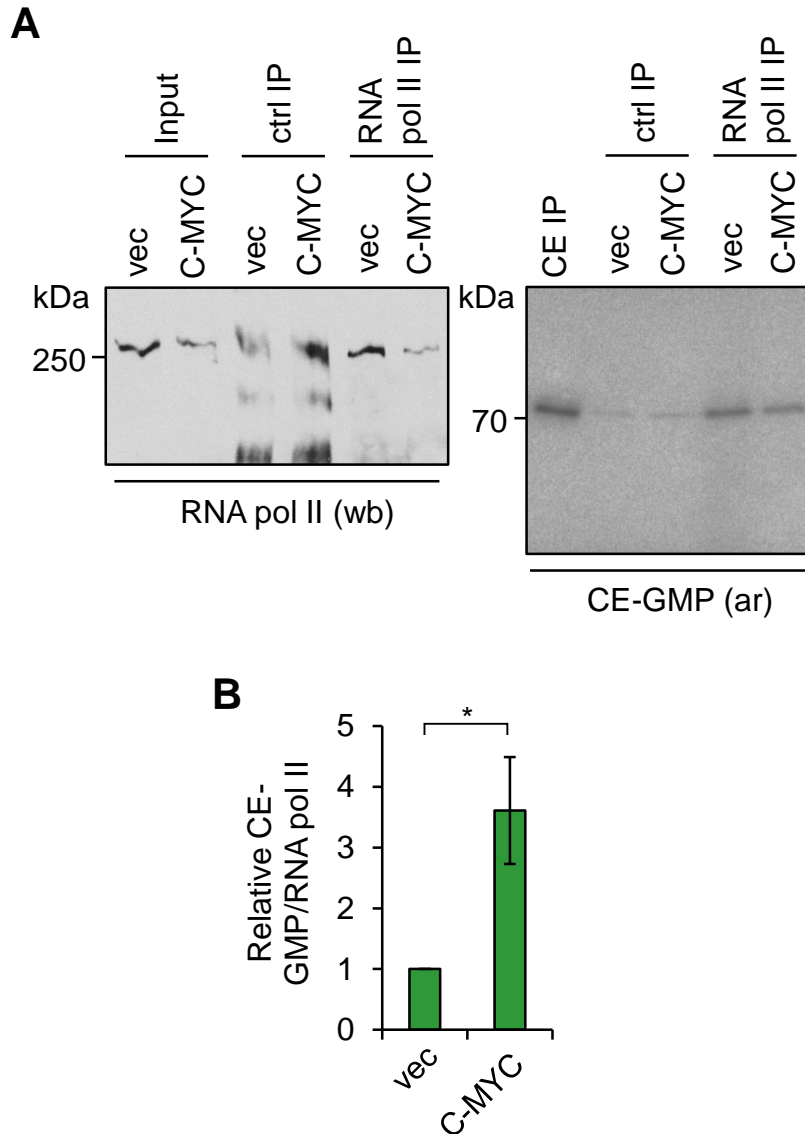 A
Input
ctrl IP
RNA
pol II IP
vec
C-MYC
vec
C-MYC
vec
C-MYC
kDa
250
RNA pol II (wb)
ctrl IP
RNA
pol II IP
CE IP
vec
C-MYC
vec
C-MYC
kDa
70
CE-GMP (ar)
B
Relative CE-
GMP/RNA pol II
5
4
3
2
1
0
*
vec
C-MYC